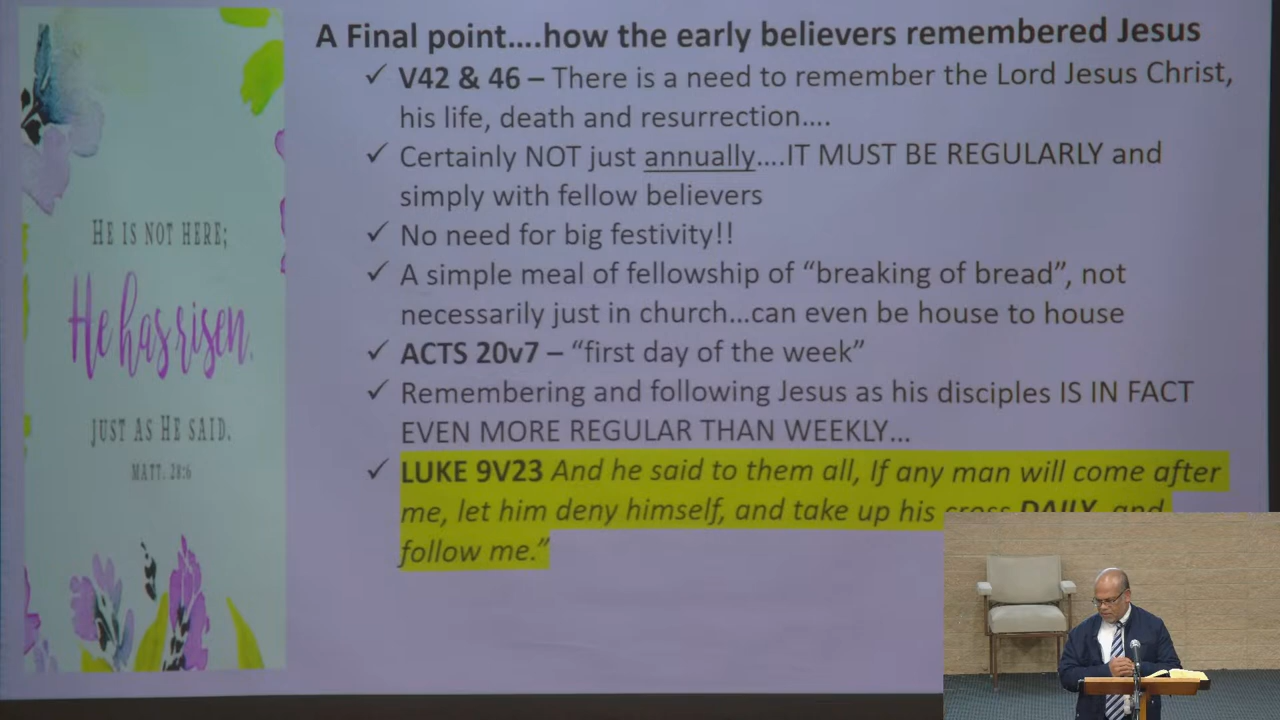 HE IS NOT HERE;
He has risen.
JUST AS HE SAID.
MATT. 28:6
A Final point....how the early believers remembered Jesus
✓ V42 & 46 – There is a need to remember the Lord Jesus Christ,
his life, death and resurrection....
✓ Certainly NOT just annually....IT MUST BE REGULARLY and
simply with fellow believers
✓ No need for big festivity!!
✓ A simple meal of fellowship of “breaking of bread”, not
necessarily just in church...can even be house to house
✓ ACTS 20v7 – “first day of the week”
✓ Remembering and following Jesus as his disciples IS IN FACT
EVEN MORE REGULAR THAN WEEKLY...
✓ LUKE 9V23 And he said to them all, If any man will come after
me, let him deny himself, and take up his cross DAILY, and
follow me.”